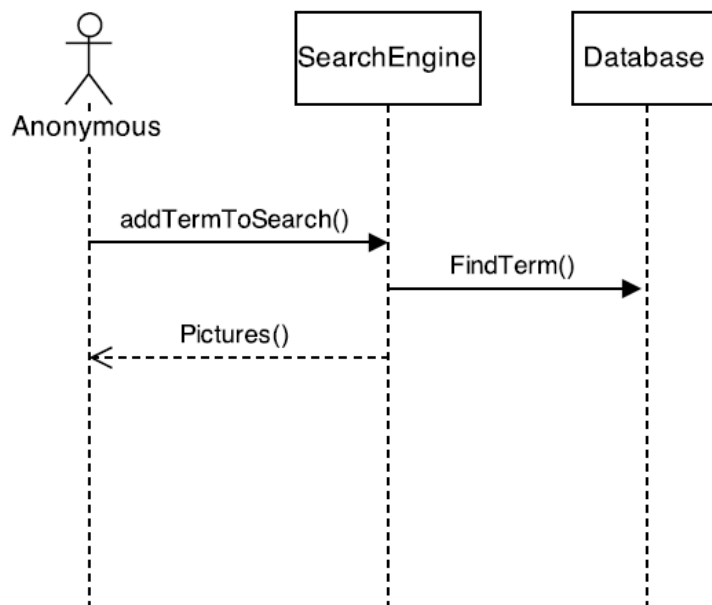 SearchEngine
Database
Anonymous
addTermToSearch()
FindTerm()
Pictures()